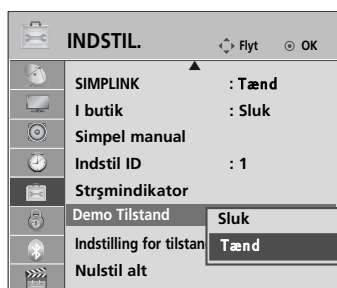 INDSTIL. Flyt OK
SIMPLINK : Tænd
I butik : Sluk
Simpel manual
Indstil ID : 1
Strşmindikator
Demo Tilstand Sluk
Indstilling for tilstan Tænd
Nulstil alt